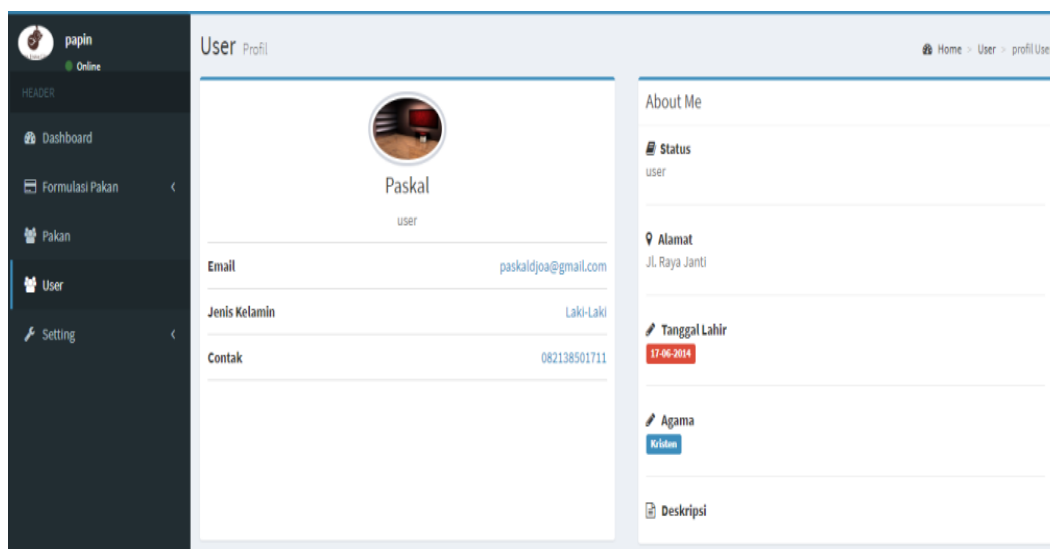 papin
Online
HEADER
Dashboard
Formulasi Pakan
Pakan
User
Setting
User Profil
Home > User > profil Use
Paskal
user
Email paskaldjoa@gmail.com
Jenis Kelamin Laki-Laki
Contak 082138501711
About Me
Status
user
Alamat
Jl. Raya Janti
Tanggal Lahir
17-06-2014
Agama
Kristen
Deskripsi